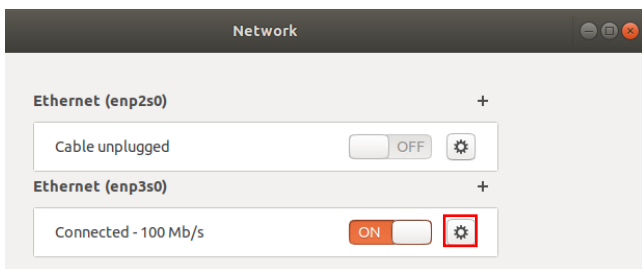 Network
Ethernet (enp2s0)
+
Cable unplugged
OFF
Ethernet (enp3s0)
+
Connected - 100 Mb/s
ON